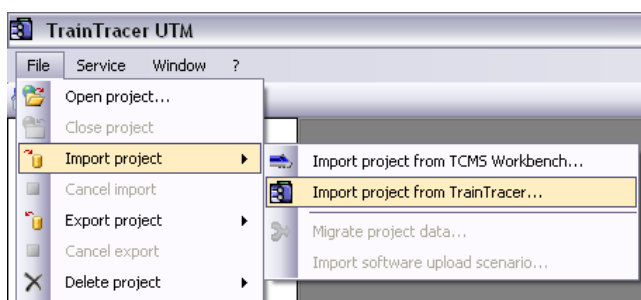 TrainTracer UTM
File Service Window ?
Open project...
Close project
Import project
Cancel import
Export project
Cancel export
Delete project
Import project from TCMS Workbench...
Import project from TrainTracer...
Migrate project data...
Import software upload scenario...